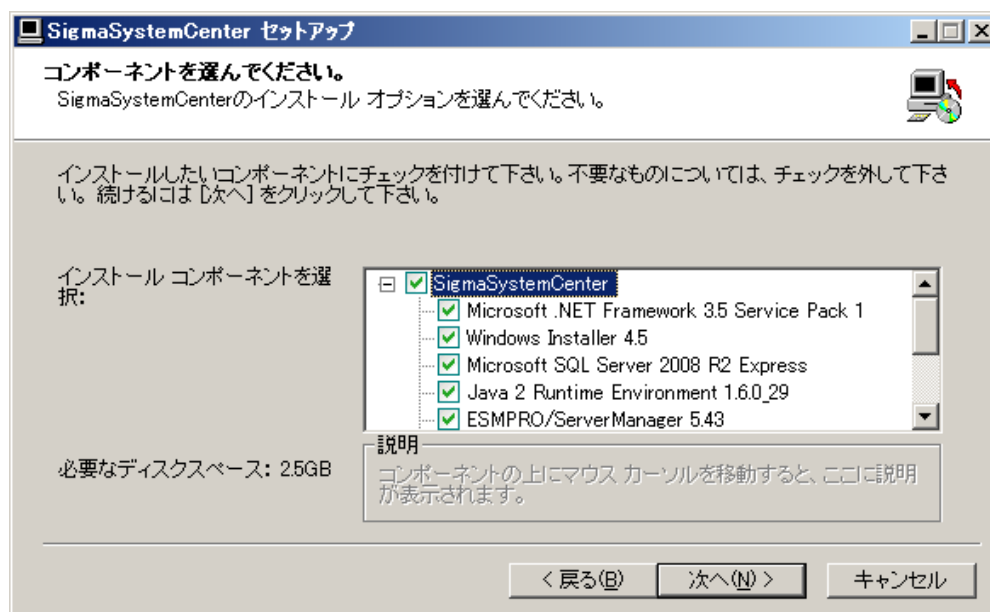 SigmaSystemCenter セットアップ
コンポーネントを選んでください。
SigmaSystemCenterのインストール オプションを選んでください。
インストールしたいコンポーネントにチェックを付けて下さい。不要なものについては、チェックを外して下さ
い。続けるには [次へ] をクリックして下さい。
インストール コンポーネントを選
択:
SigmaSystemCenter
Microsoft .NET Framework 3.5 Service Pack 1
Windows Installer 4.5
Microsoft SQL Server 2008 R2 Express
Java 2 Runtime Environment 1.6.0_29
ESMPRO/ServerManager 5.43
必要なディスクスペース: 2.5GB
説明
コンポーネントの上にマウス カーソルを移動すると、ここに説明
が表示されます。
< 戻る(B)
次へ(N) >
キャンセル